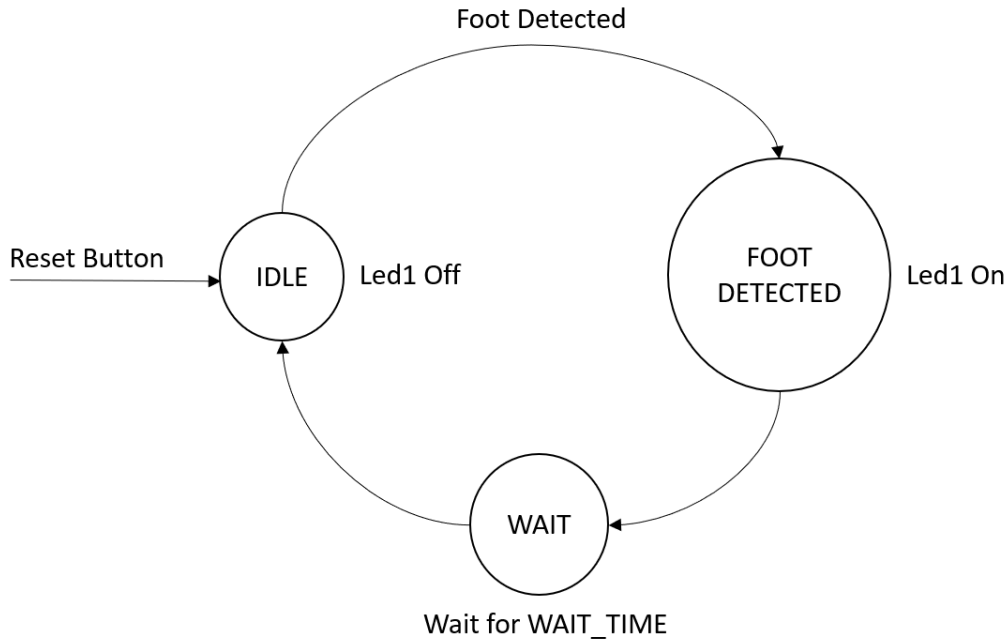 Foot Detected
Reset Button
IDLE
Led1 Off
FOOT
DETECTED
Led1 On
WAIT
Wait for WAIT_TIME